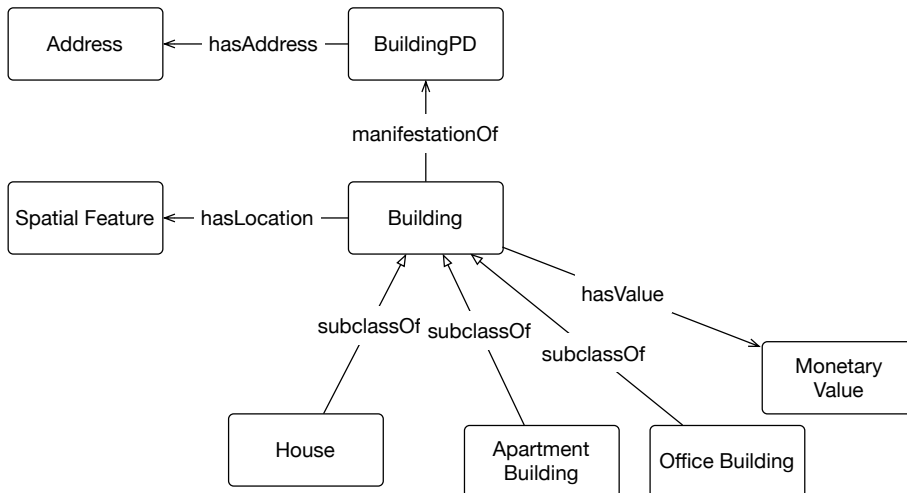 Address
hasAddress
BuildingPD
manifestationOf
Spatial Feature
hasLocation
Building
hasValue
subclassOf
subclassOf
subclassOf
Monetary
Value
House
Apartment
Building
Office Building